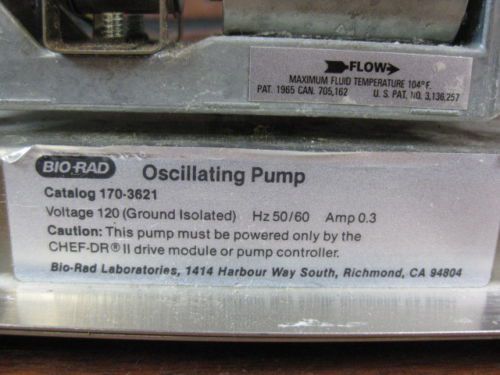 FLOW
MAXIMUM FLUID TEMPERATURE 104° F.
PAT. 1965 CAN. 705,162 U.S. PAT. NO. 3,136,257
BIO-RAD Oscillating Pump
Catalog 170-3621
Voltage 120 (Ground Isolated) Hz 50/60 Amp 0.3
Caution: This pump must be powered only by the
CHEF-DR® II drive module or pump controller.
Bio-Rad Laboratories, 1414 Harbour Way South, Richmond, CA 94804